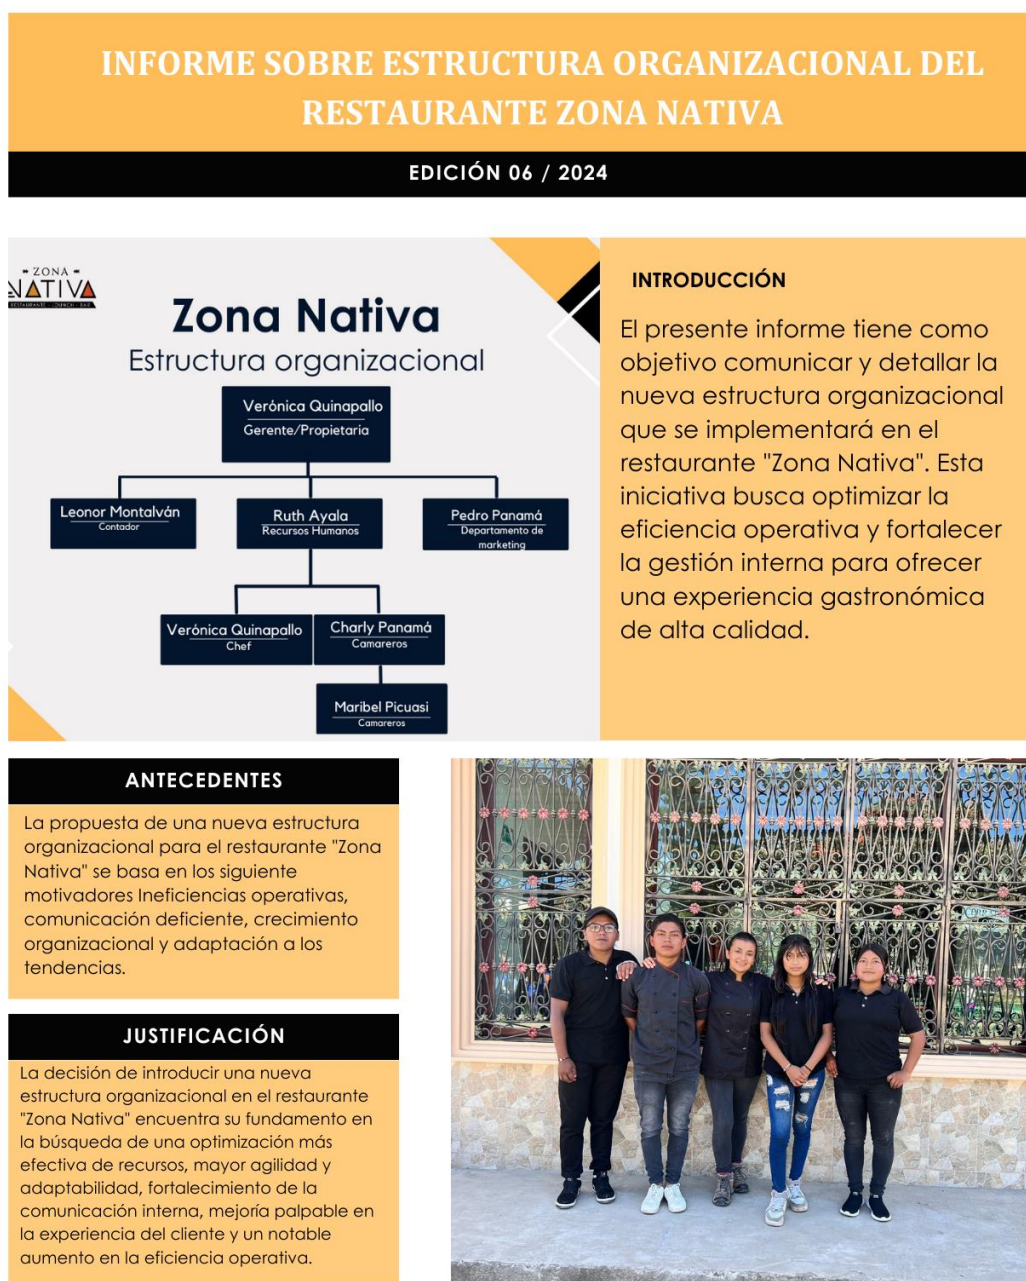 INFORME SOBRE ESTRUCTURA ORGANIZACIONAL DEL
RESTAURANTE ZONA NATIVA
EDICIÓN 06 / 2024
ZONA
NATIVA
RESTAURANTE - LOUNCH - BAR
Zona Nativa
Estructura organizacional
Verónica Quinapallo
Gerente/Propietaria
Leonor Montalván
Contador
Ruth Ayala
Recursos Humanos
Pedro Panamá
Departamento de
marketing
Verónica Quinapallo
Chef
Charly Panamá
Camareros
Maribel Picuasi
Camareros
INTRODUCCIÓN
El presente informe tiene como
objetivo comunicar y detallar la
nueva estructura organizacional
que se implementará en el
restaurante "Zona Nativa". Esta
iniciativa busca optimizar la
eficiencia operativa y fortalecer
la gestión interna para ofrecer
una experiencia gastronómica
de alta calidad.
ANTECEDENTES
La propuesta de una nueva estructura
organizacional para el restaurante "Zona
Nativa" se basa en los siguiente
motivadores Ineficiencias operativas,
comunicación deficiente, crecimiento
organizacional y adaptación a los
tendencias.
JUSTIFICACIÓN
La decisión de introducir una nueva
estructura organizacional en el restaurante
"Zona Nativa" encuentra su fundamento en
la búsqueda de una optimización más
efectiva de recursos, mayor agilidad y
adaptabilidad, fortalecimiento de la
comunicación interna, mejoría palpable en
la experiencia del cliente y un notable
aumento en la eficiencia operativa.